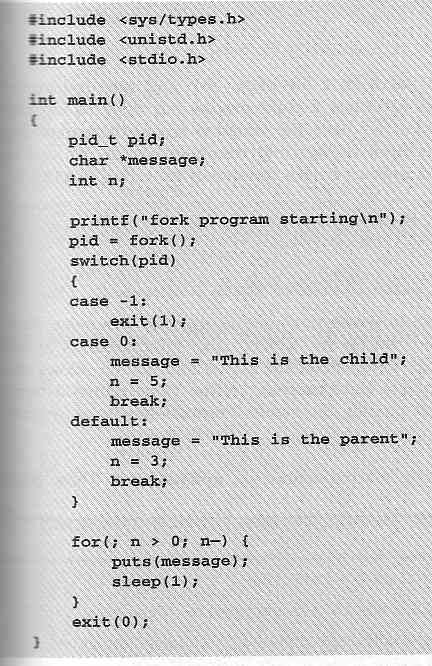 #include <sys/types.h>
#include <unistd.h>
#include <stdio.h>

int main()
{
    pid_t pid;
    char *message;
    int n;

    printf("fork program starting\n");
    pid = fork();
    switch(pid)
    {
    case -1:
        exit(1);
    case 0:
        message = "This is the child";
        n = 5;
        break;
    default:
        message = "This is the parent";
        n = 3;
        break;
    }

    for(; n > 0; n—) {
        puts(message);
        sleep(1);
    }
    exit(0);
}